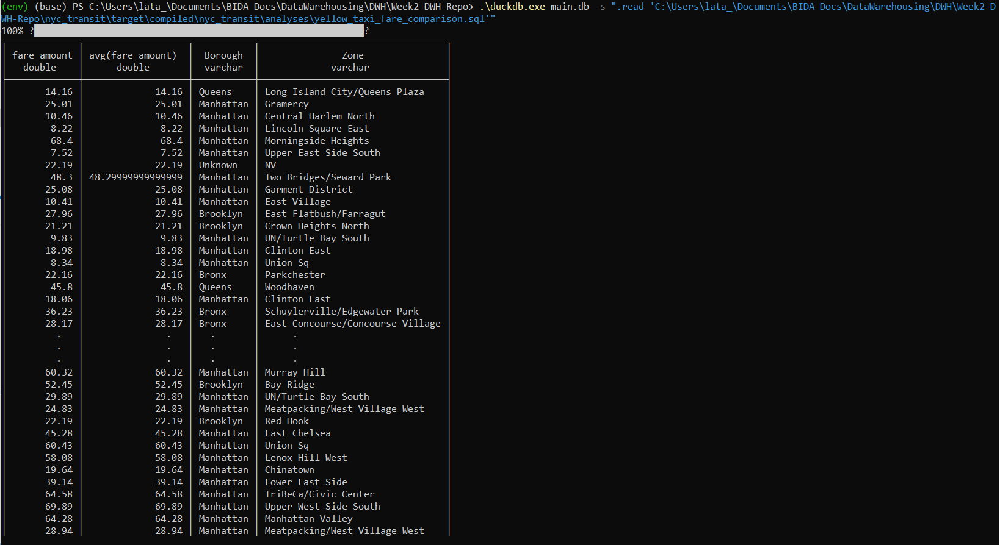 (env) (base) PS C:\Users\lata_\Documents\BIDA Docs\DataWarehousing\DWH\Week2-DWH-Repo> .\duckdb.exe main.db -s ".read 'C:\Users\lata_\Documents\BIDA Docs\DataWarehousing\DWH\Week2-D
WH-Repo\nyc_transit\target\compiled\nyc_transit\analyses\yellow_taxi_fare_comparison.sql'"
100% ? ?
fare_amount avg(fare_amount) Borough Zone
double double varchar varchar
14.16 14.16 Queens Long Island City/Queens Plaza
25.01 25.01 Manhattan Gramercy
10.46 10.46 Manhattan Central Harlem North
8.22 8.22 Manhattan Lincoln Square East
68.4 68.4 Manhattan Morningside Heights
7.52 7.52 Manhattan Upper East Side South
22.19 22.19 Unknown NV
48.3 48.29999999999999 Manhattan Two Bridges/Seward Park
25.08 25.08 Manhattan Garment District
10.41 10.41 Manhattan East Village
27.96 27.96 Brooklyn East Flatbush/Farragut
21.21 21.21 Brooklyn Crown Heights North
9.83 9.83 Manhattan UN/Turtle Bay South
18.98 18.98 Manhattan Clinton East
8.34 8.34 Manhattan Union Sq
22.16 22.16 Bronx Parkchester
45.8 45.8 Queens Woodhaven
18.06 18.06 Manhattan Clinton East
36.23 36.23 Bronx Schuylerville/Edgewater Park
28.17 28.17 Bronx East Concourse/Concourse Village
. . . .
. . . .
. . . .
60.32 60.32 Manhattan Murray Hill
52.45 52.45 Brooklyn Bay Ridge
29.89 29.89 Manhattan UN/Turtle Bay South
24.83 24.83 Manhattan Meatpacking/West Village West
22.19 22.19 Brooklyn Red Hook
45.28 45.28 Manhattan East Chelsea
60.43 60.43 Manhattan Union Sq
58.08 58.08 Manhattan Lenox Hill West
19.64 19.64 Manhattan Chinatown
39.14 39.14 Manhattan Lower East Side
64.58 64.58 Manhattan TriBeCa/Civic Center
69.89 69.89 Manhattan Upper West Side South
64.28 64.28 Manhattan Manhattan Valley
28.94 28.94 Manhattan Meatpacking/West Village West